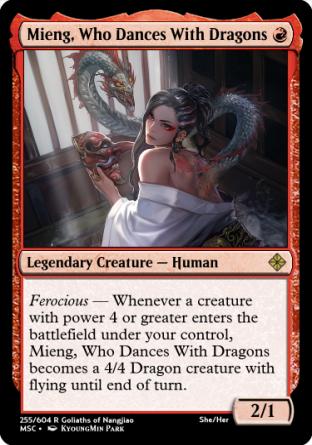 Mieng, Who Dances With Dragons
Legendary Creature — Human
Ferocious — Whenever a creature
with power 4 or greater enters the
battlefield under your control,
Mieng, Who Dances With Dragons
becomes a 4/4 Dragon creature with
flying until end of turn.
2/1
255/604 R Goliaths of Nangjiao
She/Her
MSC • KyoungMin Park